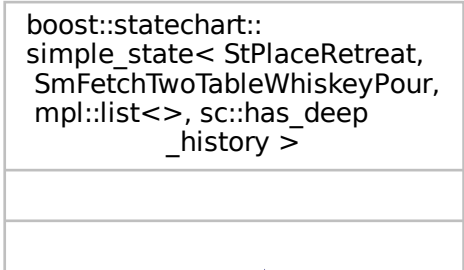 boost::statechart::
simple_state< StPlaceRetreat,
SmFetchTwoTableWhiskeyPour,
mpl::list<>, sc::has_deep
_history >